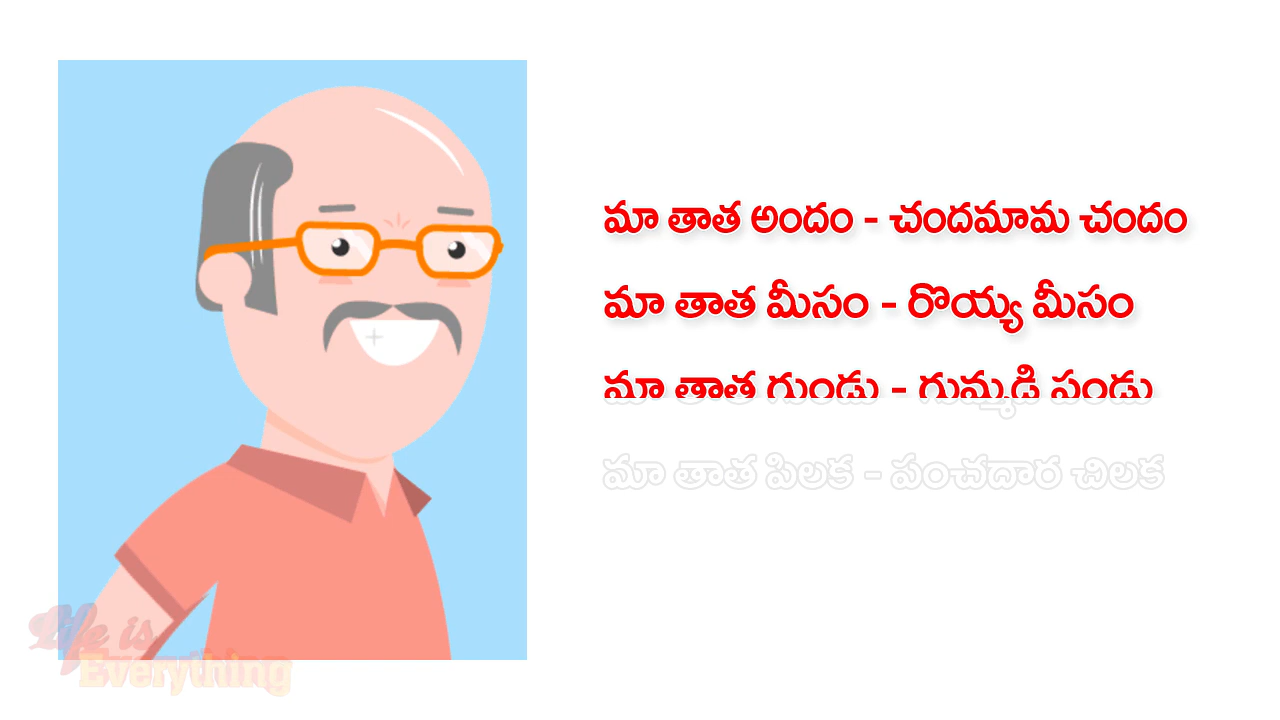 మా తాత అందం - చందమామ చందం
మా తాత మీసం - రొయ్య మీసం
మా తాత గుండు - గుమ్మడి పండు
మా తాత పిలక - పంచదార చిలక
Life is
Everything